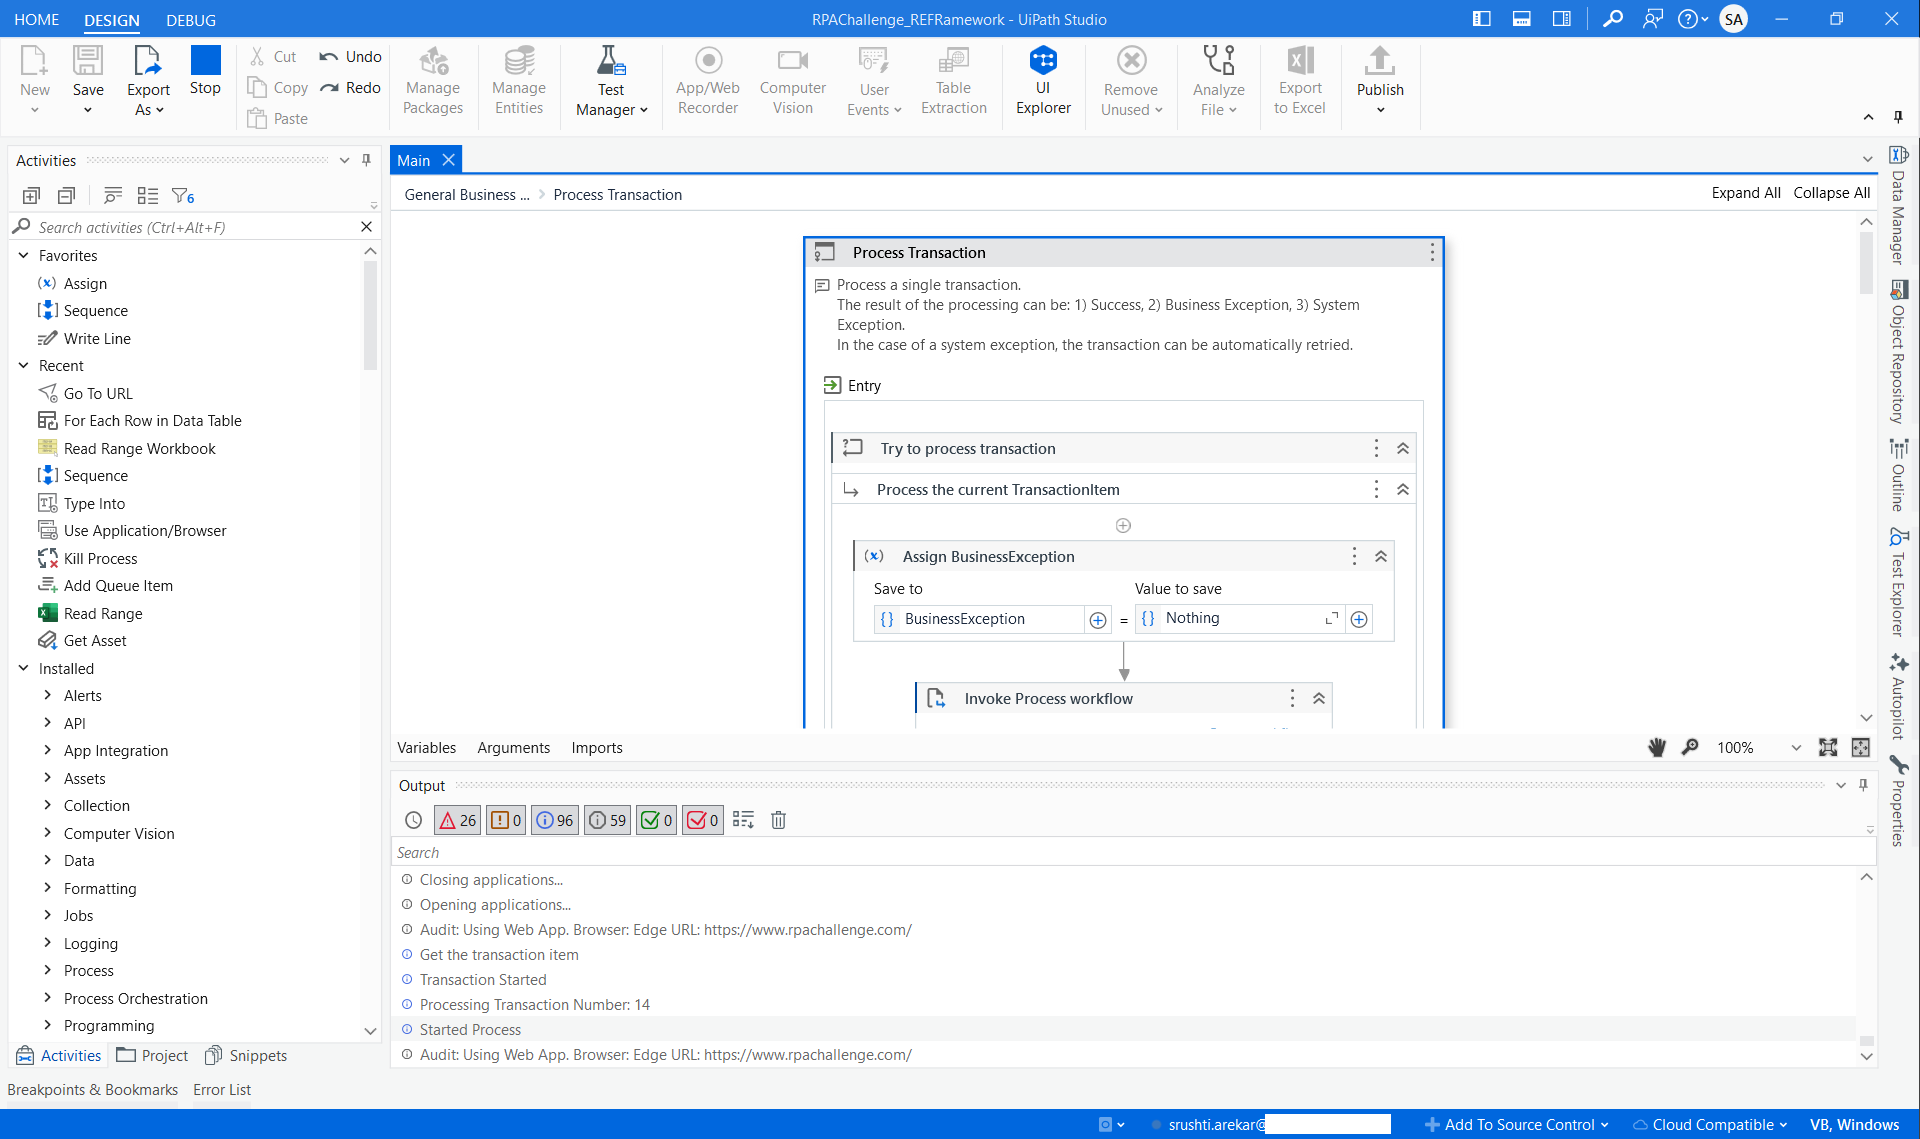 HOME DESIGN DEBUG RPAChallenge_REFRamework - UiPath Studio SA
New Save Export As Stop Cut Copy Paste Undo Redo Manage Packages Manage Entities Test Manager App/Web Recorder Computer Vision User Events Table Extraction UI Explorer Remove Unused Analyze File Export to Excel Publish
Activities
6
Search activities (Ctrl+Alt+F)
Favorites
Assign
Sequence
Write Line
Recent
Go To URL
For Each Row in Data Table
Read Range Workbook
Sequence
Type Into
Use Application/Browser
Kill Process
Add Queue Item
Read Range
Get Asset
Installed
Alerts
API
App Integration
Assets
Collection
Computer Vision
Data
Formatting
Jobs
Logging
Process
Process Orchestration
Programming
Activities Project Snippets
Main
General Business ... Process Transaction Expand All Collapse All
Process Transaction
Process a single transaction.
The result of the processing can be: 1) Success, 2) Business Exception, 3) System
Exception.
In the case of a system exception, the transaction can be automatically retried.
Entry
Try to process transaction
Process the current TransactionItem
(x) Assign BusinessException
Save to Value to save
{} BusinessException = {} Nothing
Invoke Process workflow
Variables Arguments Imports 100%
Output
26 0 96 59 0 0
Search
Closing applications...
Opening applications...
Audit: Using Web App. Browser: Edge URL: https://www.rpachallenge.com/
Get the transaction item
Transaction Started
Processing Transaction Number: 14
Started Process
Audit: Using Web App. Browser: Edge URL: https://www.rpachallenge.com/
Data Manager
Object Repository
Outline
Test Explorer
Autopilot
Properties
Breakpoints & Bookmarks Error List
srushti.arekar@ Add To Source Control Cloud Compatible VB, Windows